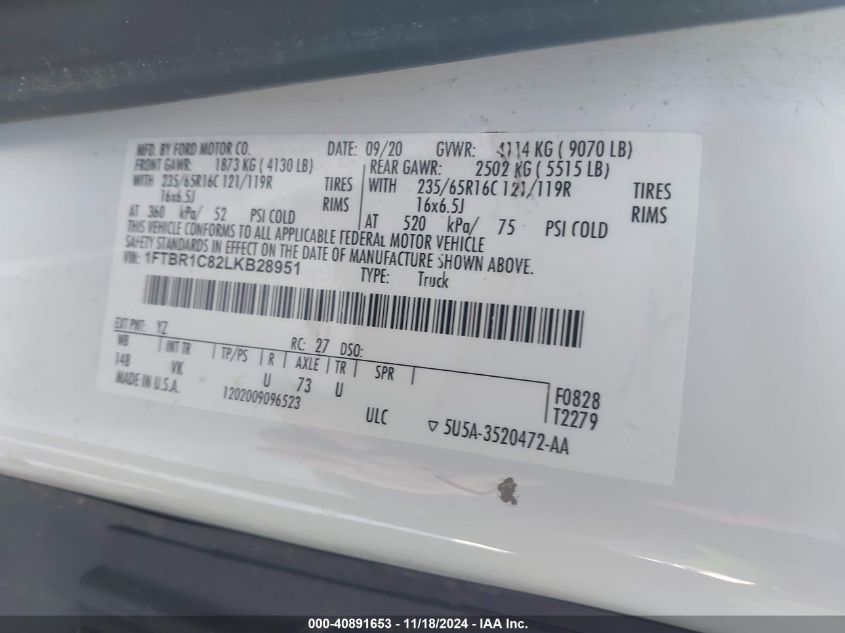 MFD. BY FORD MOTOR CO. DATE: 09/20 GVWR: 4114 KG ( 9070 LB)
FRONT GAWR: 1873 KG ( 4130 LB) REAR GAWR: 2502 KG ( 5515 LB)
WITH 235/65R16C 121/119R TIRES WITH 235/65R16C 121/119R TIRES
16x6.5J RIMS 16x6.5J RIMS
AT 360 kPa/ 52 PSI COLD AT 520 kPa/ 75 PSI COLD
THIS VEHICLE CONFORMS TO ALL APPLICABLE FEDERAL MOTOR VEHICLE
SAFETY STANDARDS IN EFFECT ON THE DATE OF MANUFACTURE SHOWN ABOVE.
VIN: 1FTBR1C82LKB28951 TYPE: Truck
EXT PNT: YZ RC: 27 DSO:
WB INT TR TP/PS R AXLE TR SPR
148 VK U 73 U F0828
MADE IN U.S.A. 1202009096523 T2279
ULC 5U5A-3520472-AA
000-40891653 - 11/18/2024 - IAA Inc.